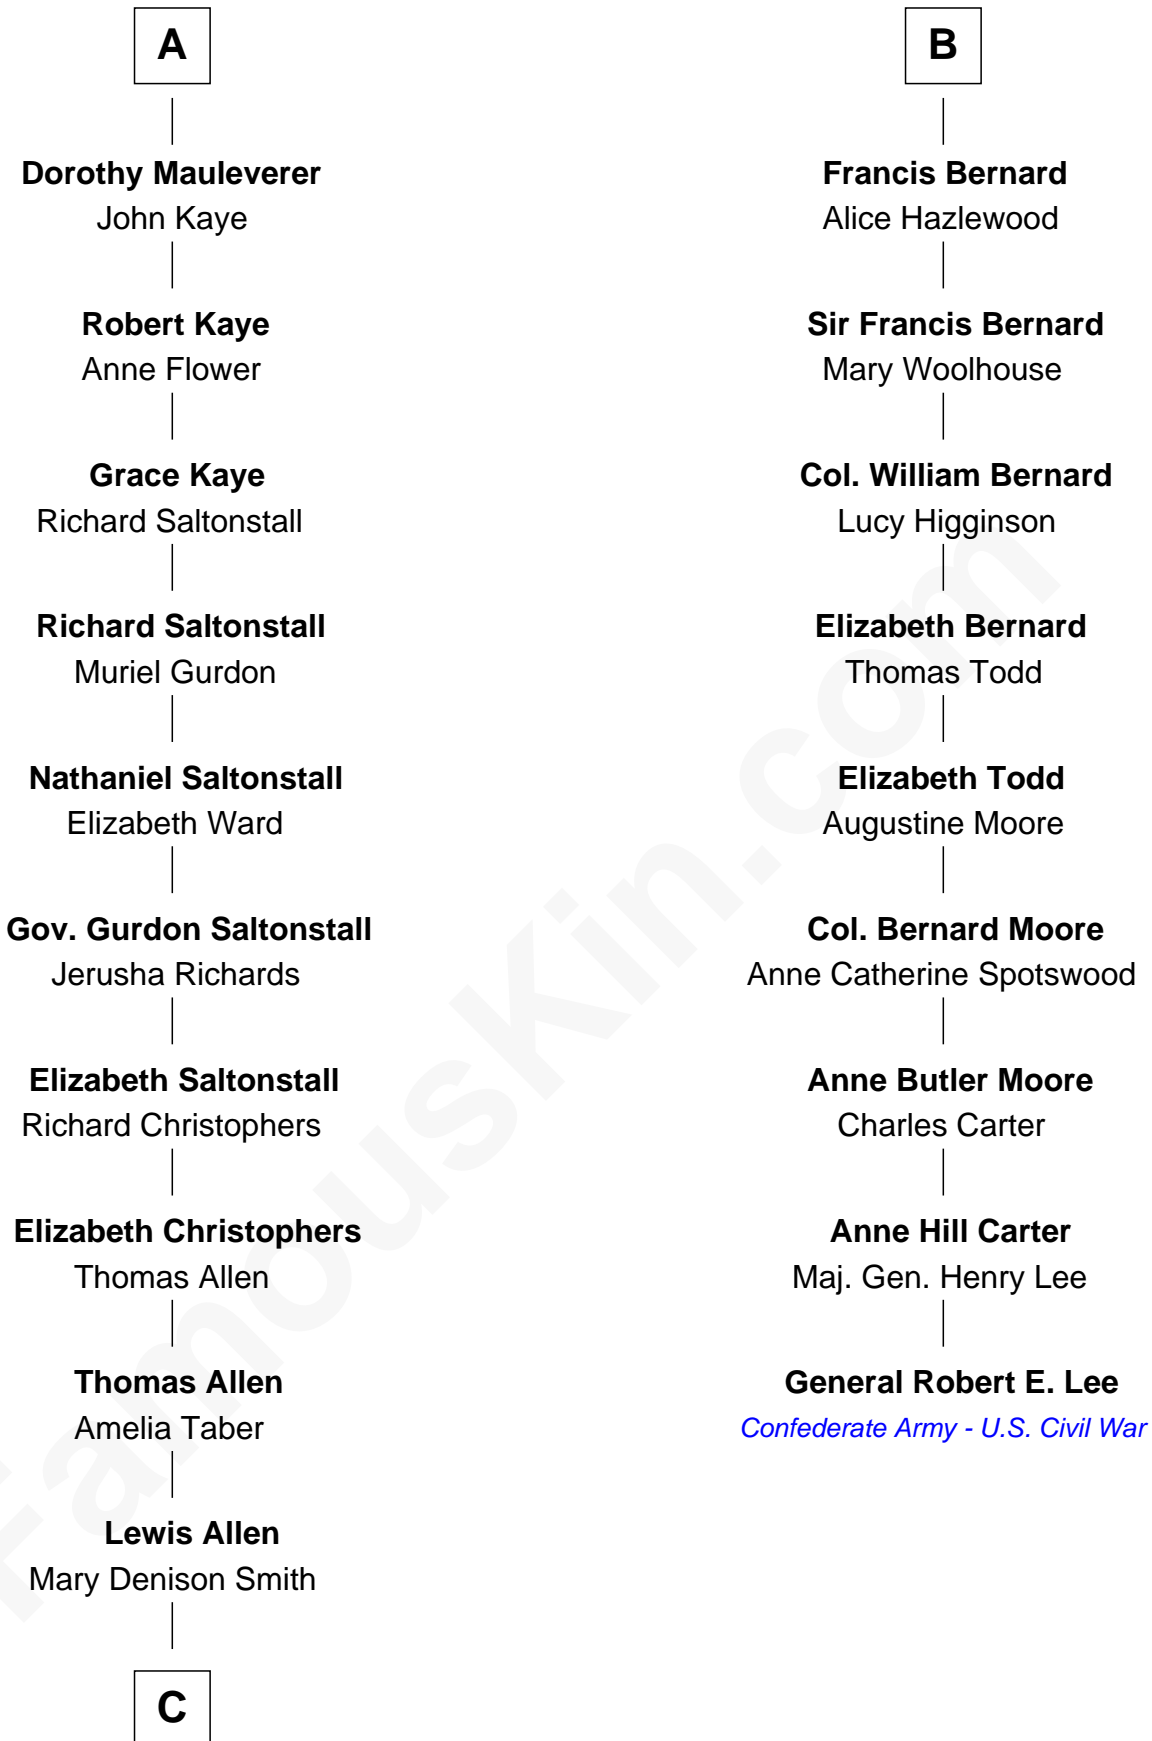 A
Dorothy Mauleverer
John Kaye
Robert Kaye
Anne Flower
Grace Kaye
Richard Saltonstall
Richard Saltonstall
Muriel Gurdon
Nathaniel Saltonstall
Elizabeth Ward
Gov. Gurdon Saltonstall
Jerusha Richards
Elizabeth Saltonstall
Richard Christophers
Elizabeth Christophers
Thomas Allen
Thomas Allen
Amelia Taber
Lewis Allen
Mary Denison Smith
C
B
Francis Bernard
Alice Hazlewood
Sir Francis Bernard
Mary Woolhouse
Col. William Bernard
Lucy Higginson
Elizabeth Bernard
Thomas Todd
Elizabeth Todd
Augustine Moore
Col. Bernard Moore
Anne Catherine Spotswood
Anne Butler Moore
Charles Carter
Anne Hill Carter
Maj. Gen. Henry Lee
General Robert E. Lee
Confederate Army - U.S. Civil War
FamousKin.com